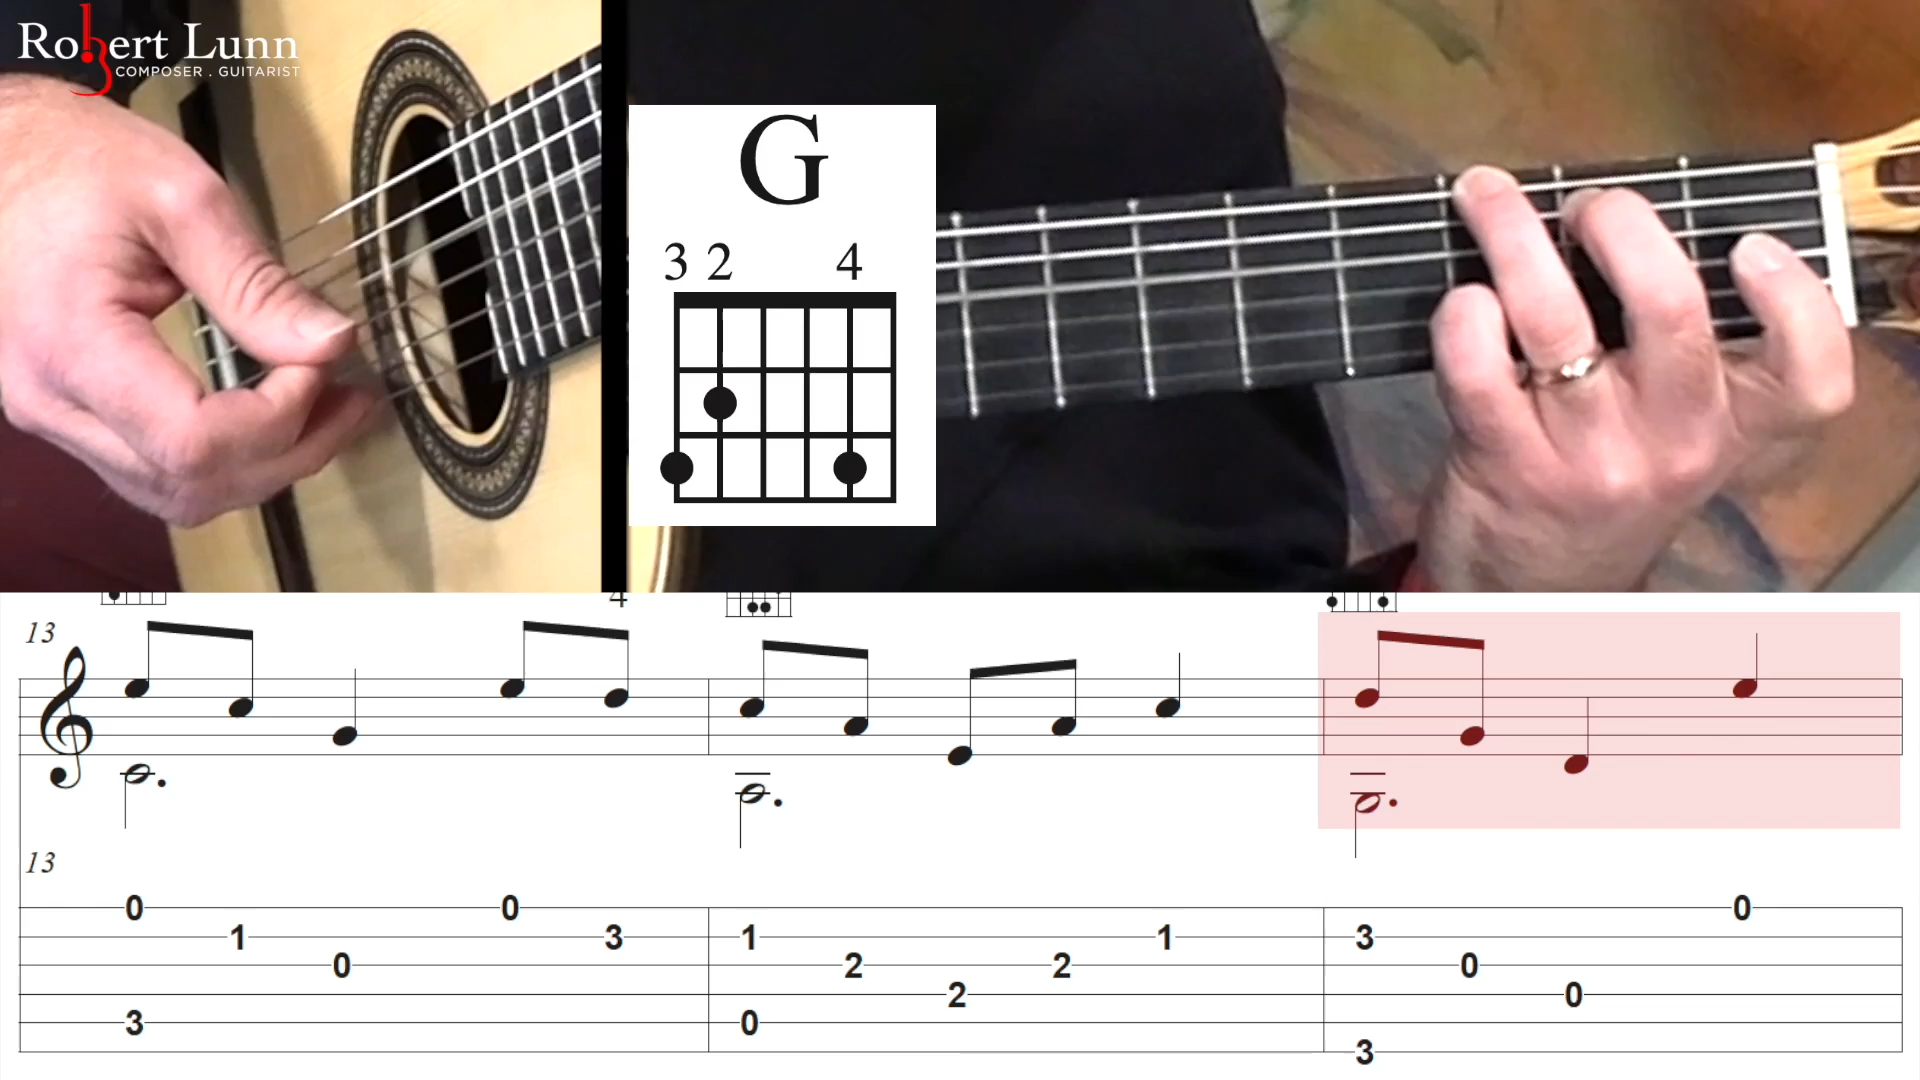 Robert Lunn
COMPOSER . GUITARIST
G
3 2 4
4
13
13
0 0 0
1 3 1 1 3
0 2 2 0
2 0
3 0
3